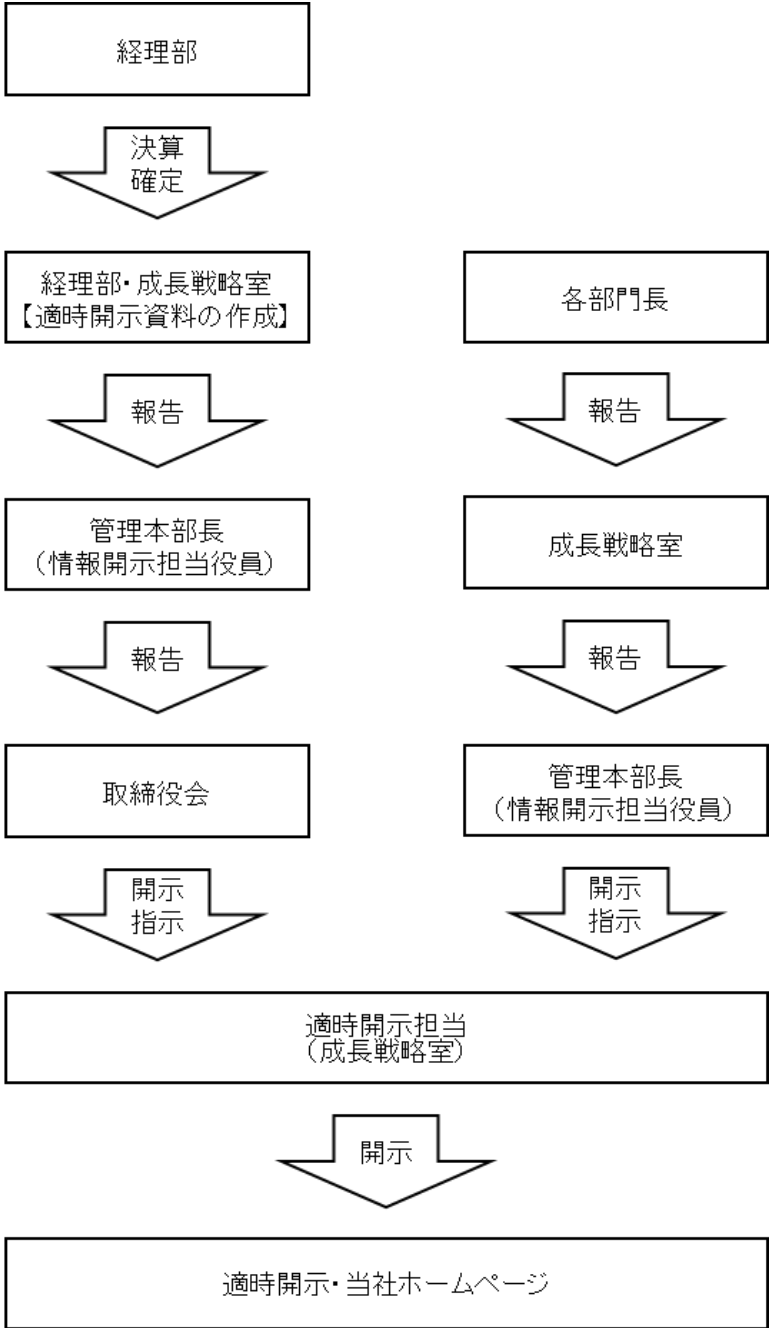 経理部
決算
確定
経理部・成長戦略室
【適時開示資料の作成】
各部門長
報告
報告
管理本部長
（情報開示担当役員）
成長戦略室
報告
報告
取締役会
管理本部長
（情報開示担当役員）
開示
指示
開示
指示
適時開示担当
（成長戦略室）
開示
適時開示・当社ホームページ